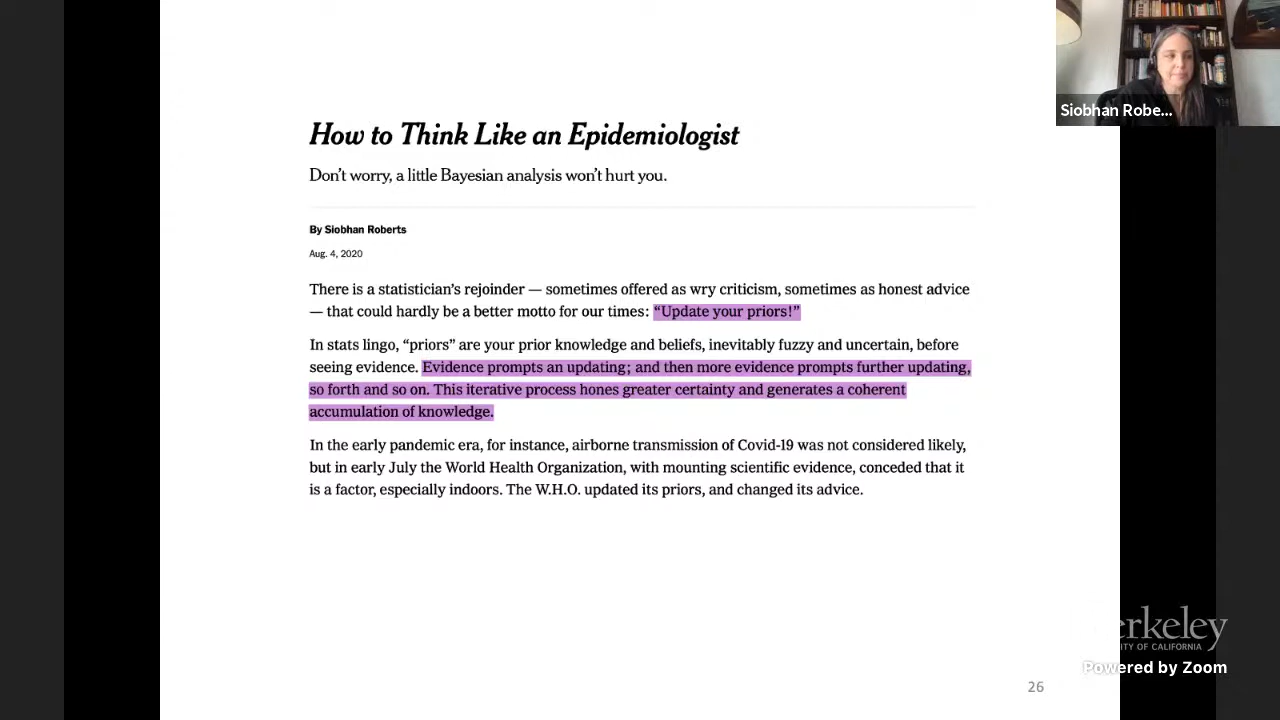 Siobhan Robe...
How to Think Like an Epidemiologist
Don't worry, a little Bayesian analysis won't hurt you.
By Siobhan Roberts
Aug. 4, 2020
There is a statistician's rejoinder — sometimes offered as wry criticism, sometimes as honest advice
— that could hardly be a better motto for our times: “Update your priors!”
In stats lingo, “priors” are your prior knowledge and beliefs, inevitably fuzzy and uncertain, before
seeing evidence. Evidence prompts an updating; and then more evidence prompts further updating,
so forth and so on. This iterative process hones greater certainty and generates a coherent
accumulation of knowledge.
In the early pandemic era, for instance, airborne transmission of Covid-19 was not considered likely,
but in early July the World Health Organization, with mounting scientific evidence, conceded that it
is a factor, especially indoors. The W.H.O. updated its priors, and changed its advice.
erkeley
ITY OF CALIFORNIA
Powered by Zoom
26